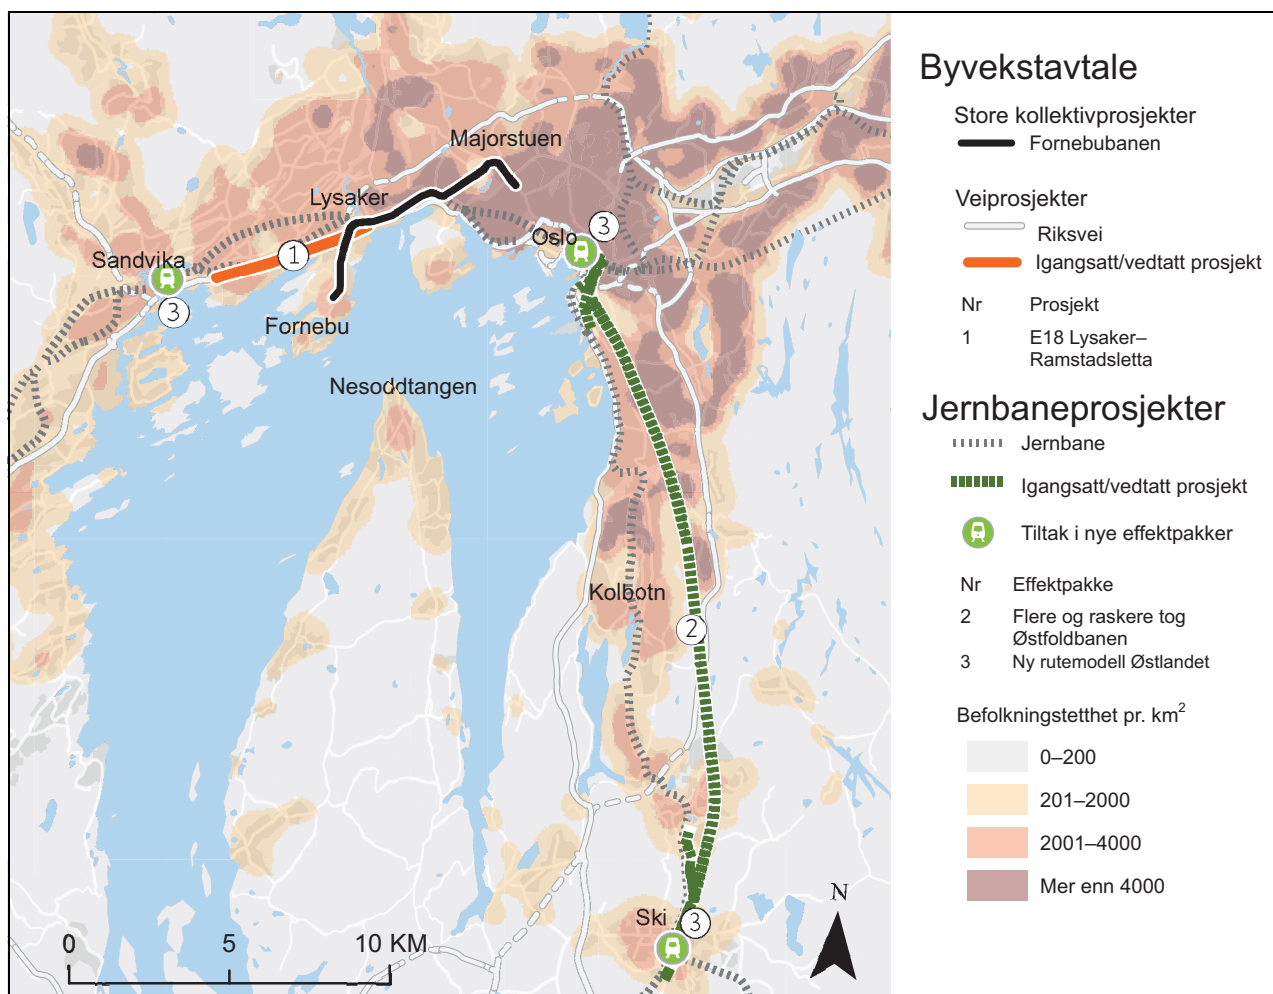 Majorstuen
Lysaker
Oslo
3
Sandvika
1
3
Fornebu
Nesoddtangen
Kolbotn
2
Ski
3
N
0 5 10 KM
Byvekstavtale
Store kollektivprosjekter
Fornebubanen
Veiprosjekter
Riksvei
Igangsatt/vedtatt prosjekt
Nr Prosjekt
1 E18 Lysaker–
Ramstadsletta
Jernbaneprosjekter
Jernbane
Igangsatt/vedtatt prosjekt
Tiltak i nye effektpakker
Nr Effektpakke
2 Flere og raskere tog
Østfoldbanen
3 Ny rutemodell Østlandet
Befolkningstetthet pr. km²
0–200
201–2000
2001–4000
Mer enn 4000